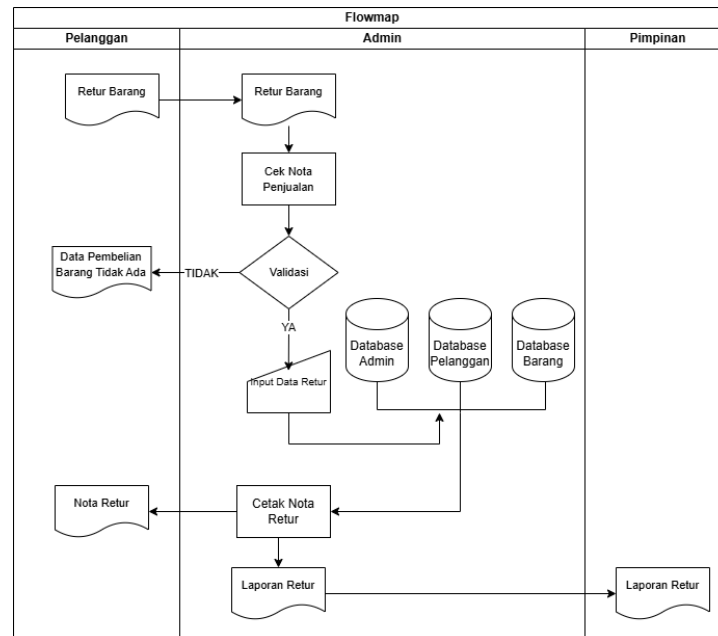 Flowmap
Pelanggan
Admin
Pimpinan
Retur Barang
Retur Barang
Cek Nota
Penjualan
Data Pembelian
Barang Tidak Ada
TIDAK
Validasi
YA
Database
Admin
Database
Pelanggan
Database
Barang
Input Data Retur
Nota Retur
Cetak Nota
Retur
Laporan Retur
Laporan Retur